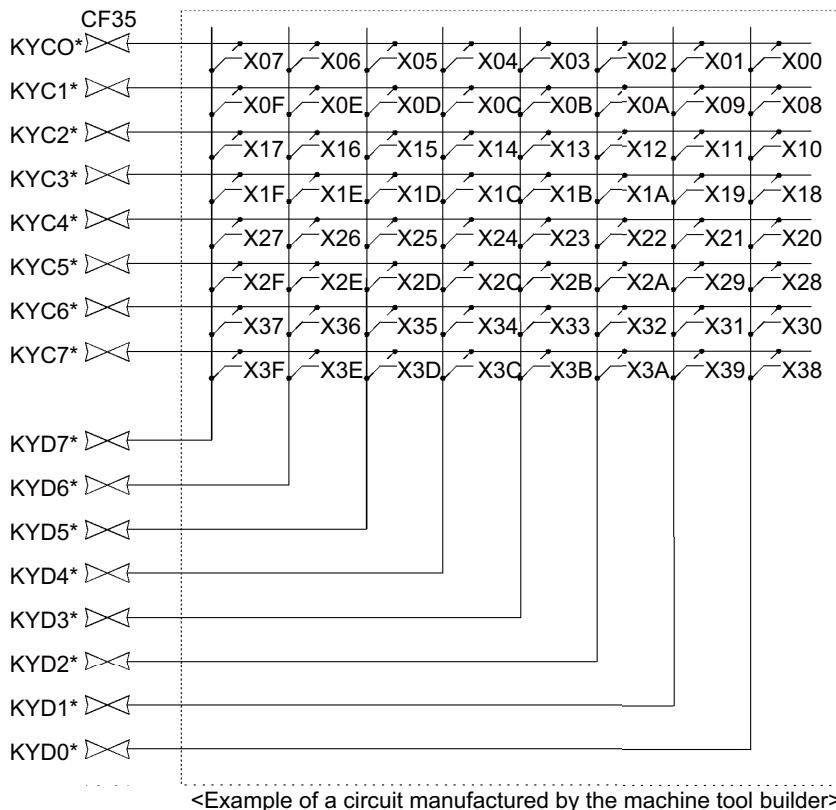 CF35
KYCO*
X07 X06 X05 X04 X03 X02 X01 X00
KYC1*
X0F X0E X0D X0C X0B X0A X09 X08
KYC2*
X17 X16 X15 X14 X13 X12 X11 X10
KYC3*
X1F X1E X1D X1C X1B X1A X19 X18
KYC4*
X27 X26 X25 X24 X23 X22 X21 X20
KYC5*
X2F X2E X2D X2C X2B X2A X29 X28
KYC6*
X37 X36 X35 X34 X33 X32 X31 X30
KYC7*
X3F X3E X3D X3C X3B X3A X39 X38
KYD7*
KYD6*
KYD5*
KYD4*
KYD3*
KYD2*
KYD1*
KYD0*
<Example of a circuit manufactured by the machine tool builder>